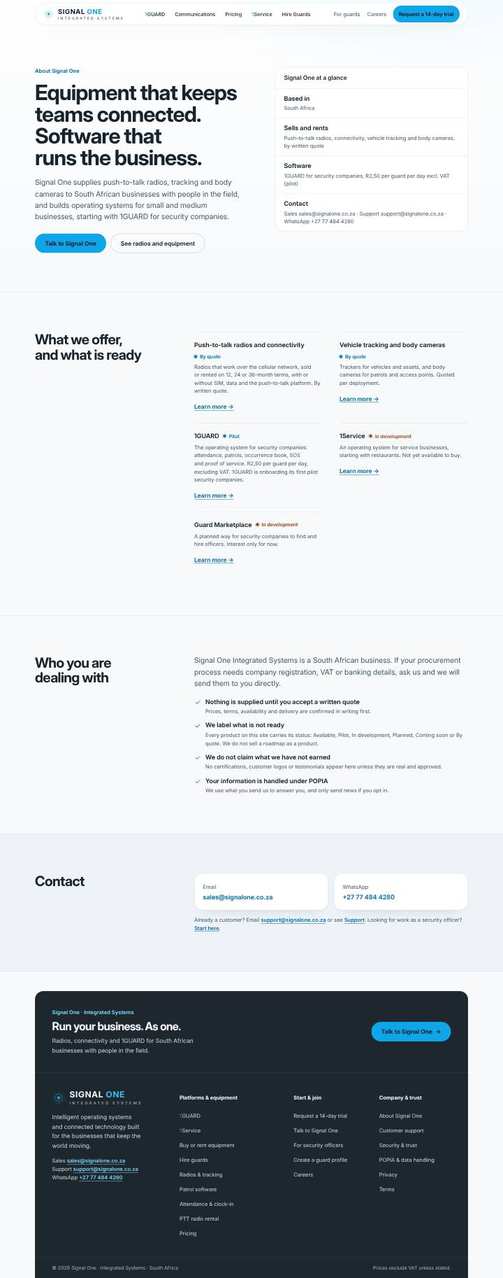 SIGNAL ONE
INTEGRATED SYSTEMS
1GUARD
Communications
Pricing
1Service
Hire Guards
For guards
Careers
Request a 14-day trial
About Signal One
Equipment that keeps
teams connected.
Software that
runs the business.
Signal One supplies push-to-talk radios, tracking and body
cameras to South African businesses with people in the field,
and builds operating systems for small and medium
businesses, starting with 1GUARD for security companies.
Talk to Signal One
See radios and equipment
Signal One at a glance
Based in
South Africa
Sells and rents
Push-to-talk radios, connectivity, vehicle tracking and body cameras,
by written quote
Software
1GUARD for security companies, R2,50 per guard per day excl. VAT
(pilot)
Contact
Sales sales@signalone.co.za · Support support@signalone.co.za ·
WhatsApp +27 77 484 4280
What we offer,
and what is ready
Push-to-talk radios and connectivity
By quote
Radios that work over the cellular network, sold
or rented on 12, 24 or 36-month terms, with or
without SIM, data and the push-to-talk platform. By
written quote.
Learn more →
Vehicle tracking and body cameras
By quote
Trackers for vehicles and assets, and body
cameras for patrols and access points. Quoted
per deployment.
Learn more →
1GUARD
Pilot
The operating system for security companies:
attendance, patrols, occurrence book, SOS
and proof of service. R2,50 per guard per day,
excluding VAT. 1GUARD is onboarding its first pilot
security companies.
Learn more →
1Service
In development
An operating system for service businesses,
starting with restaurants. Not yet available to buy.
Learn more →
Guard Marketplace
In development
A planned way for security companies to find and
hire officers. Interest only for now.
Learn more →
Who you are
dealing with
Signal One Integrated Systems is a South African business. If your procurement
process needs company registration, VAT or banking details, ask us and we will
send them to you directly.
Nothing is supplied until you accept a written quote
Prices, terms, availability and delivery are confirmed in writing first.
We label what is not ready
Every product on this site carries its status: Available, Pilot, In development, Planned, Coming soon or By
quote. We do not sell a roadmap as a product.
We do not claim what we have not earned
No certifications, customer logos or testimonials appear here unless they are real and approved.
Your information is handled under POPIA
We use what you send us to answer you, and only send news if you opt in.
Contact
Email
sales@signalone.co.za
WhatsApp
+27 77 484 4280
Already a customer? Email support@signalone.co.za or see Support. Looking for work as a security officer?
Start here.
Signal One · Integrated Systems
Run your business. As one.
Radios, connectivity and 1GUARD for South African
businesses with people in the field.
Talk to Signal One →
SIGNAL ONE
INTEGRATED SYSTEMS
Intelligent operating systems
and connected technology built
for the businesses that keep the
world moving.
Sales sales@signalone.co.za
Support support@signalone.co.za
WhatsApp +27 77 484 4280
Platforms & equipment
1GUARD
1Service
Buy or rent equipment
Hire guards
Radios & tracking
Patrol software
Attendance & clock-in
PTT radio rental
Pricing
Start & join
Request a 14-day trial
Talk to Signal One
For security officers
Create a guard profile
Careers
Company & trust
About Signal One
Customer support
Security & trust
POPIA & data handling
Privacy
Terms
© 2026 Signal One · Integrated Systems · South Africa
Prices exclude VAT unless stated.